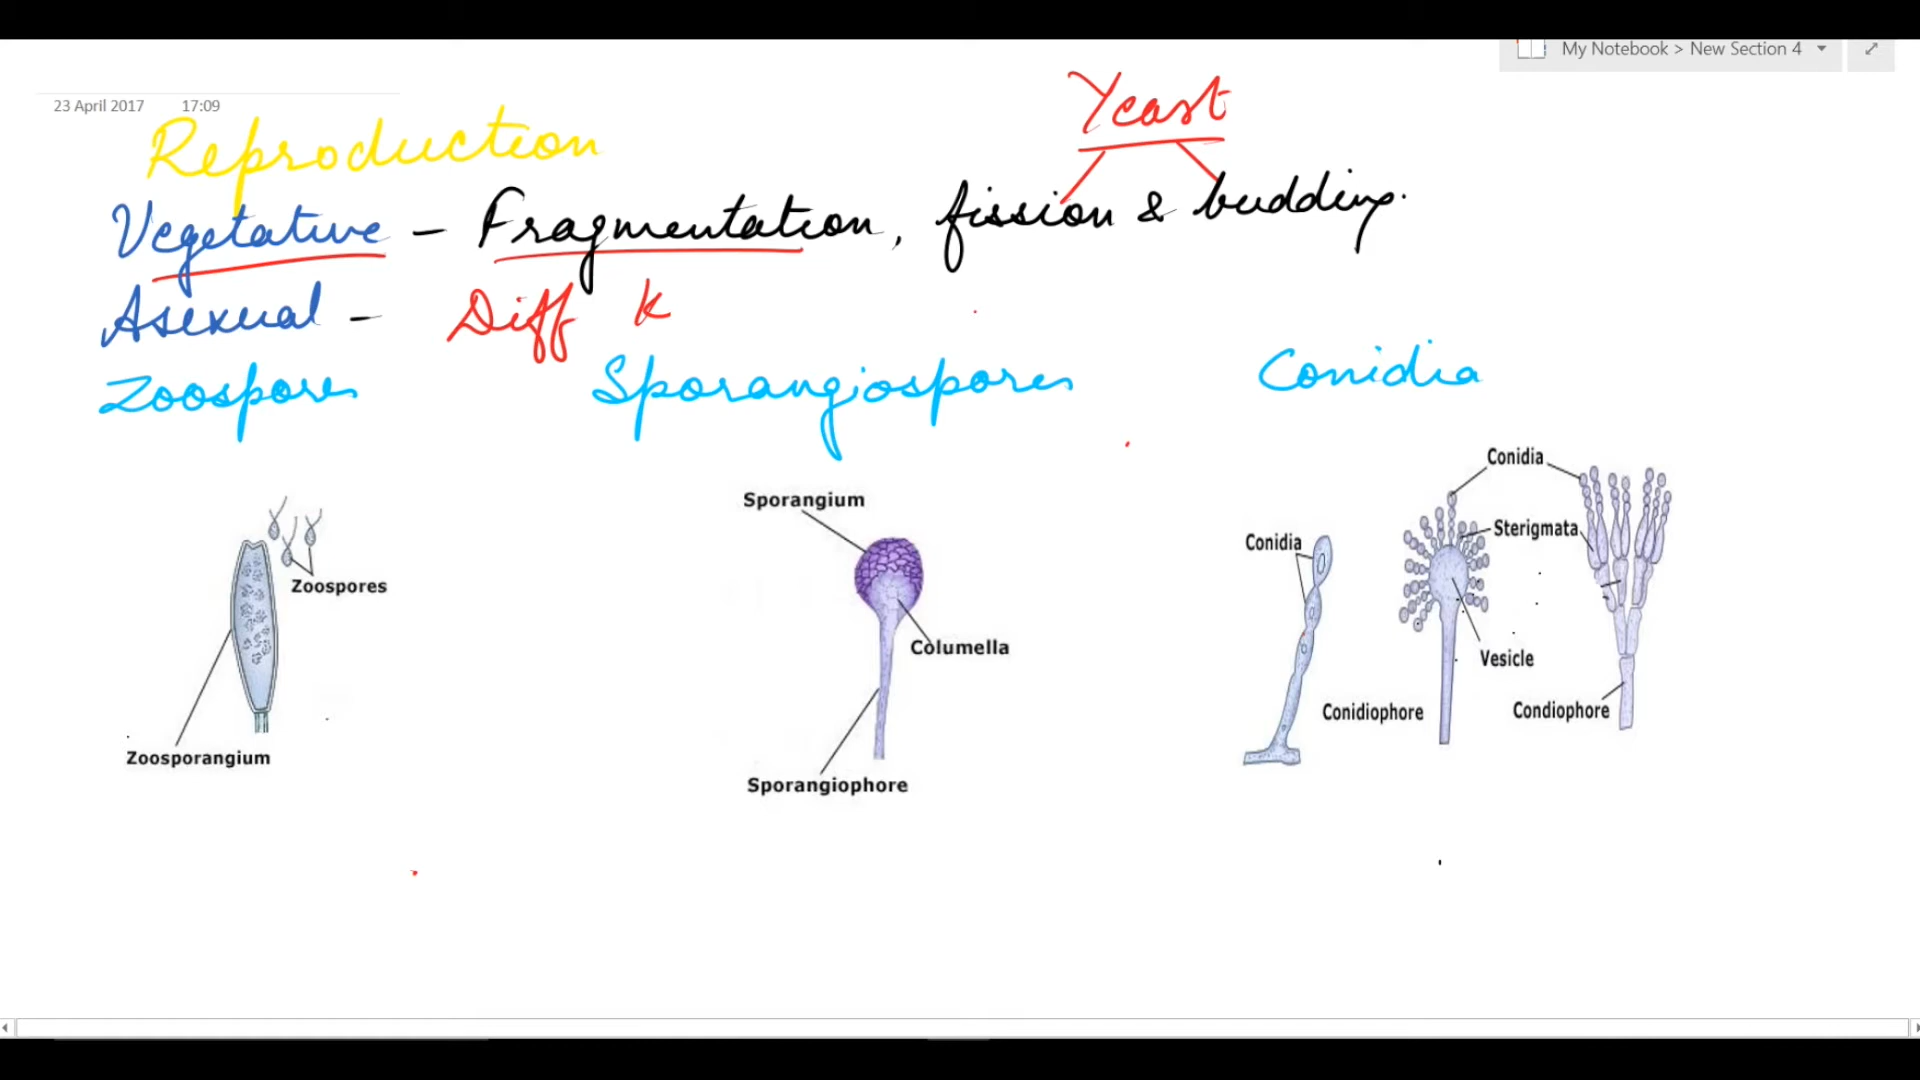 My Notebook > New Section 4
23 April 2017 17:09
Yeast
Reproduction
Vegetative - Fragmentation, fission & budding.
Asexual - Diff k
Zoospores Sporangiospores Conidia
Conidia
Sporangium
Sterigmata
Conidia
Zoospores
Columella
Vesicle
Conidiophore
Condiophore
Zoosporangium
Sporangiophore